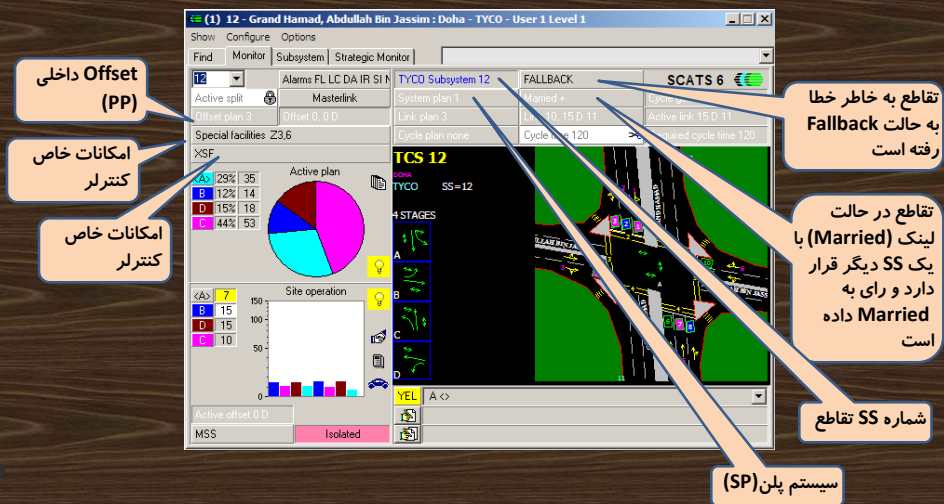 (1) 12 - Grand Hamad, Abdullah Bin Jassim : Doha - TYCO - User 1 Level 1
Show Configure Options
Find Monitor Subsystem Strategic Monitor
12 Alarms FL LC DA IR SI N
Active split Masterlink
Offset plan 3 Offset 0, 0 D
Special facilities Z3,6
XSF
TYCO Subsystem 12 FALLBACK SCATS 6
System plan 1 Married +
Link plan 3 Active link 15 D 11
Cycle plan none Cycle time 120 Required cycle time 120
Active plan
<A> 29% 35
B 12% 14
D 15% 18
C 44% 53
Site operation
<A> 7
B 15
D 15
C 10
150
100
50
0
Active offset 0 D
MSS Isolated
TCS 12
DOHA
TYCO SS=12
4 STAGES
A
B
C
D
YEL A <>
Offset داخلی
(PP)
امکانات خاص
کنترلر
امکانات خاص
کنترلر
تقاطع به خاطر خطا
به حالت Fallback
رفته است
تقاطع در حالت
لینک (Married) با
یک SS دیگر قرار
دارد و رای به
Married داده
است
شماره SS تقاطع
سیستم پلن(SP)